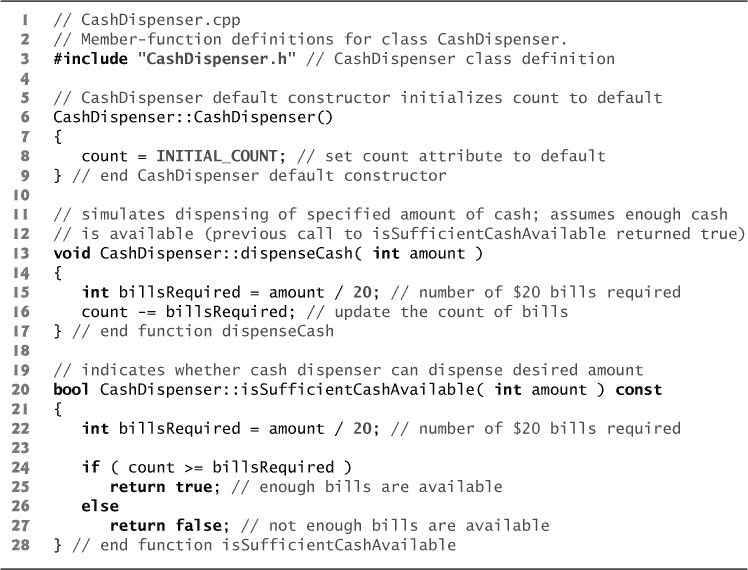 1 // CashDispenser.cpp
2 // Member-function definitions for class CashDispenser.
3 #include "CashDispenser.h" // CashDispenser class definition
4
5 // CashDispenser default constructor initializes count to default
6 CashDispenser::CashDispenser()
7 {
8    count = INITIAL_COUNT; // set count attribute to default
9 } // end CashDispenser default constructor
10
11 // simulates dispensing of specified amount of cash; assumes enough cash
12 // is available (previous call to isSufficientCashAvailable returned true)
13 void CashDispenser::dispenseCash( int amount )
14 {
15    int billsRequired = amount / 20; // number of $20 bills required
16    count -= billsRequired; // update the count of bills
17 } // end function dispenseCash
18
19 // indicates whether cash dispenser can dispense desired amount
20 bool CashDispenser::isSufficientCashAvailable( int amount ) const
21 {
22    int billsRequired = amount / 20; // number of $20 bills required
23
24    if ( count >= billsRequired )
25       return true; // enough bills are available
26    else
27       return false; // not enough bills are available
28 } // end function isSufficientCashAvailable